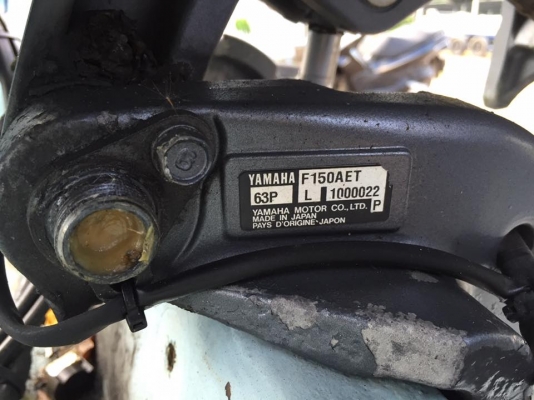 YAMAHA F150AET
63P L 1000022
YAMAHA MOTOR CO., LTD. P
MADE IN JAPAN
PAYS D'ORIGINE-JAPON